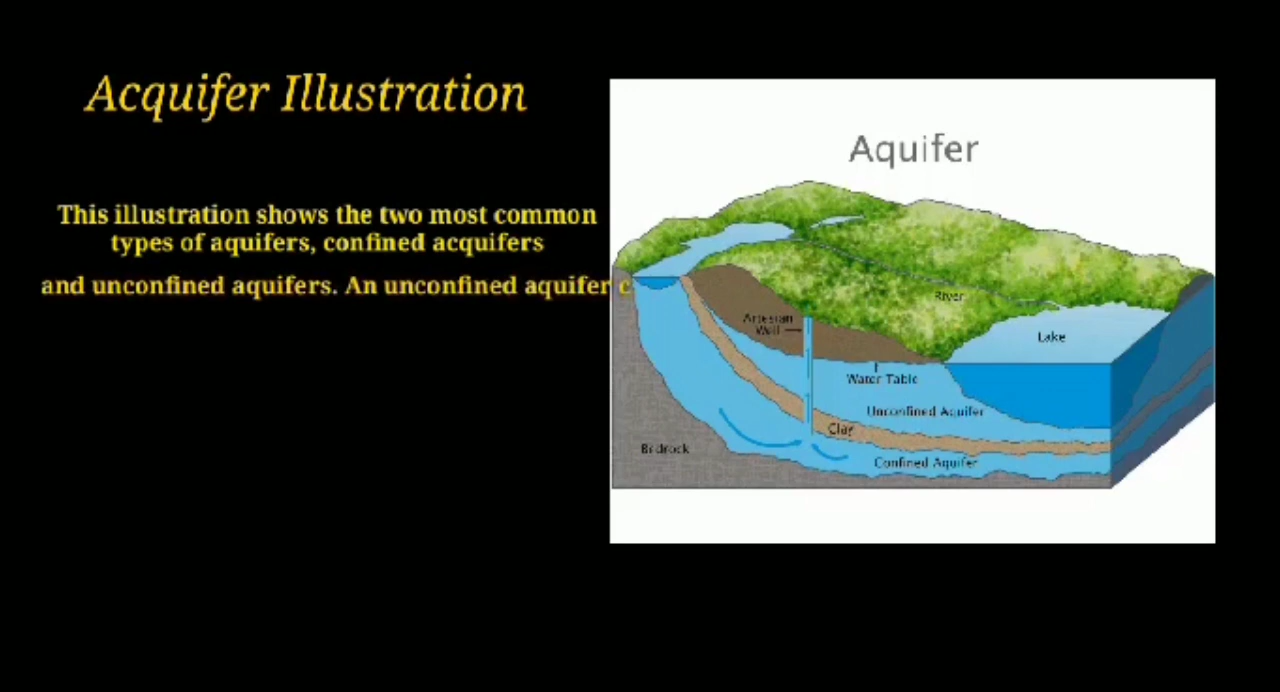 Acquifer Illustration
This illustration shows the two most common
types of aquifers, confined acquifers
and unconfined aquifers. An unconfined aquifer c
Aquifer
River
Artesian
Well
Lake
Water Table
Unconfined Aquifer
Clay
Bedrock
Confined Aquifer